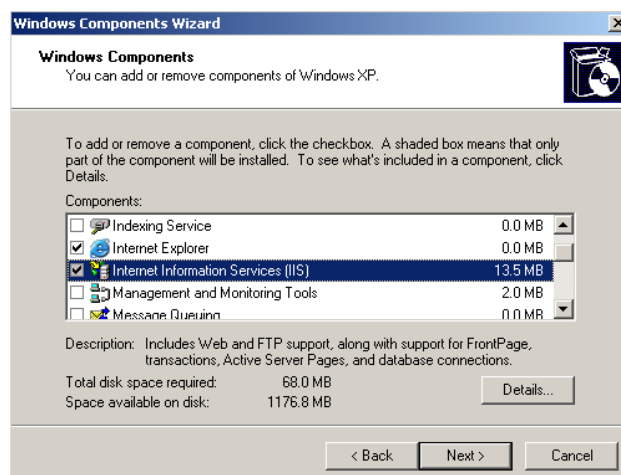 Windows Components Wizard
Windows Components
You can add or remove components of Windows XP.
To add or remove a component, click the checkbox. A shaded box means that only
part of the component will be installed. To see what's included in a component, click
Details.
Components:
Indexing Service 0.0 MB
Internet Explorer 0.0 MB
Internet Information Services (IIS) 13.5 MB
Management and Monitoring Tools 2.0 MB
Message Queuing 0.0 MB
Description: Includes Web and FTP support, along with support for FrontPage,
transactions, Active Server Pages, and database connections.
Total disk space required: 68.0 MB
Space available on disk: 1176.8 MB
Details...
< Back Next > Cancel